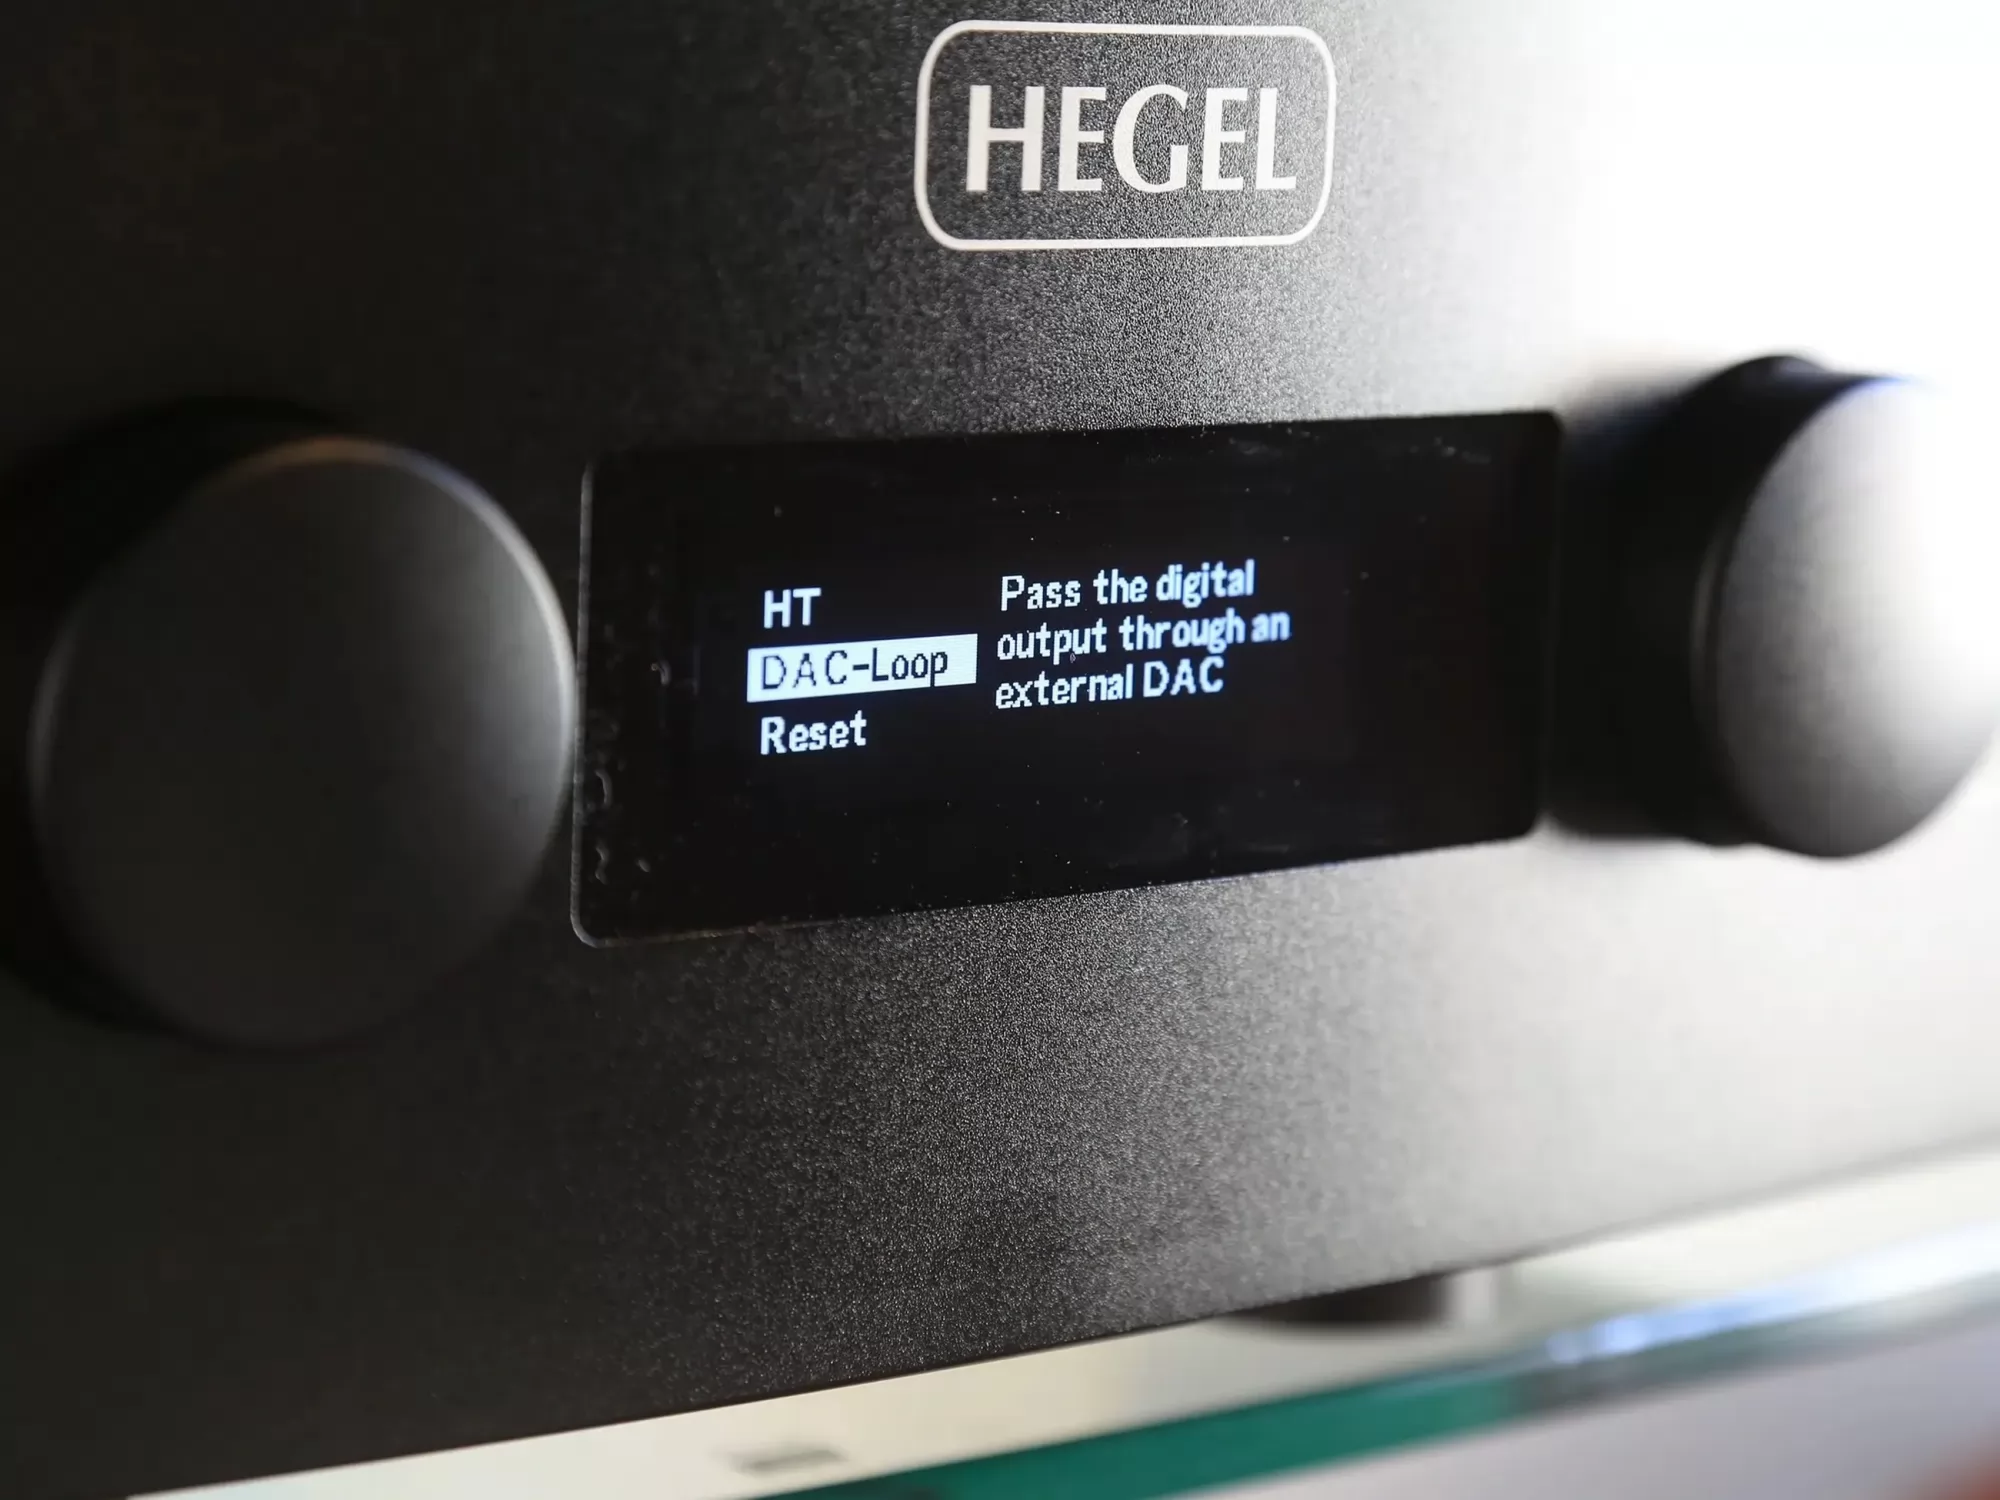 HEGEL
HT
DAC-Loop
Reset
Pass the digital
output through an
external DAC